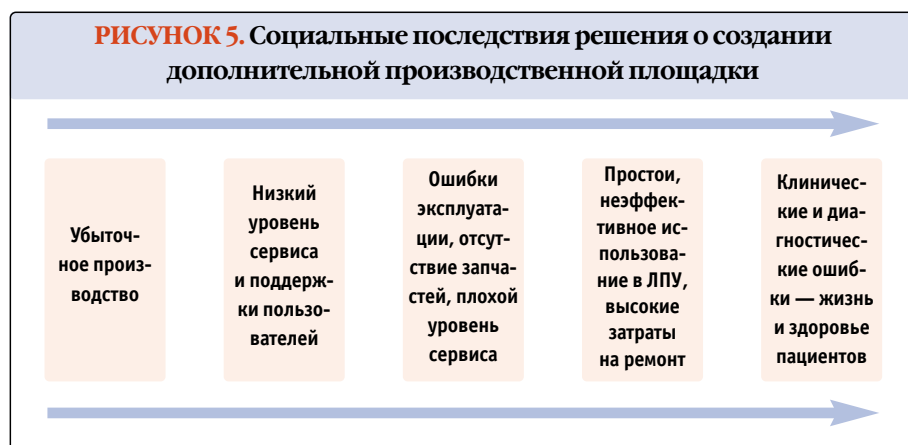 РИСУНОК 5. Социальные последствия решения о создании
дополнительной производственной площадки
Убыточ-
ное произ-
водство
Низкий
уровень
сервиса
и поддерж-
ки пользо-
вателей
Ошибки
эксплуата-
ции, отсут-
ствие запча-
стей, плохой
уровень
сервиса
Простои,
неэффек-
тивное ис-
пользова-
ние в ЛПУ,
высокие
затраты
на ремонт
Клиничес-
кие и диа-
гностичес-
кие ошиб-
ки — жизнь
и здоровье
пациентов